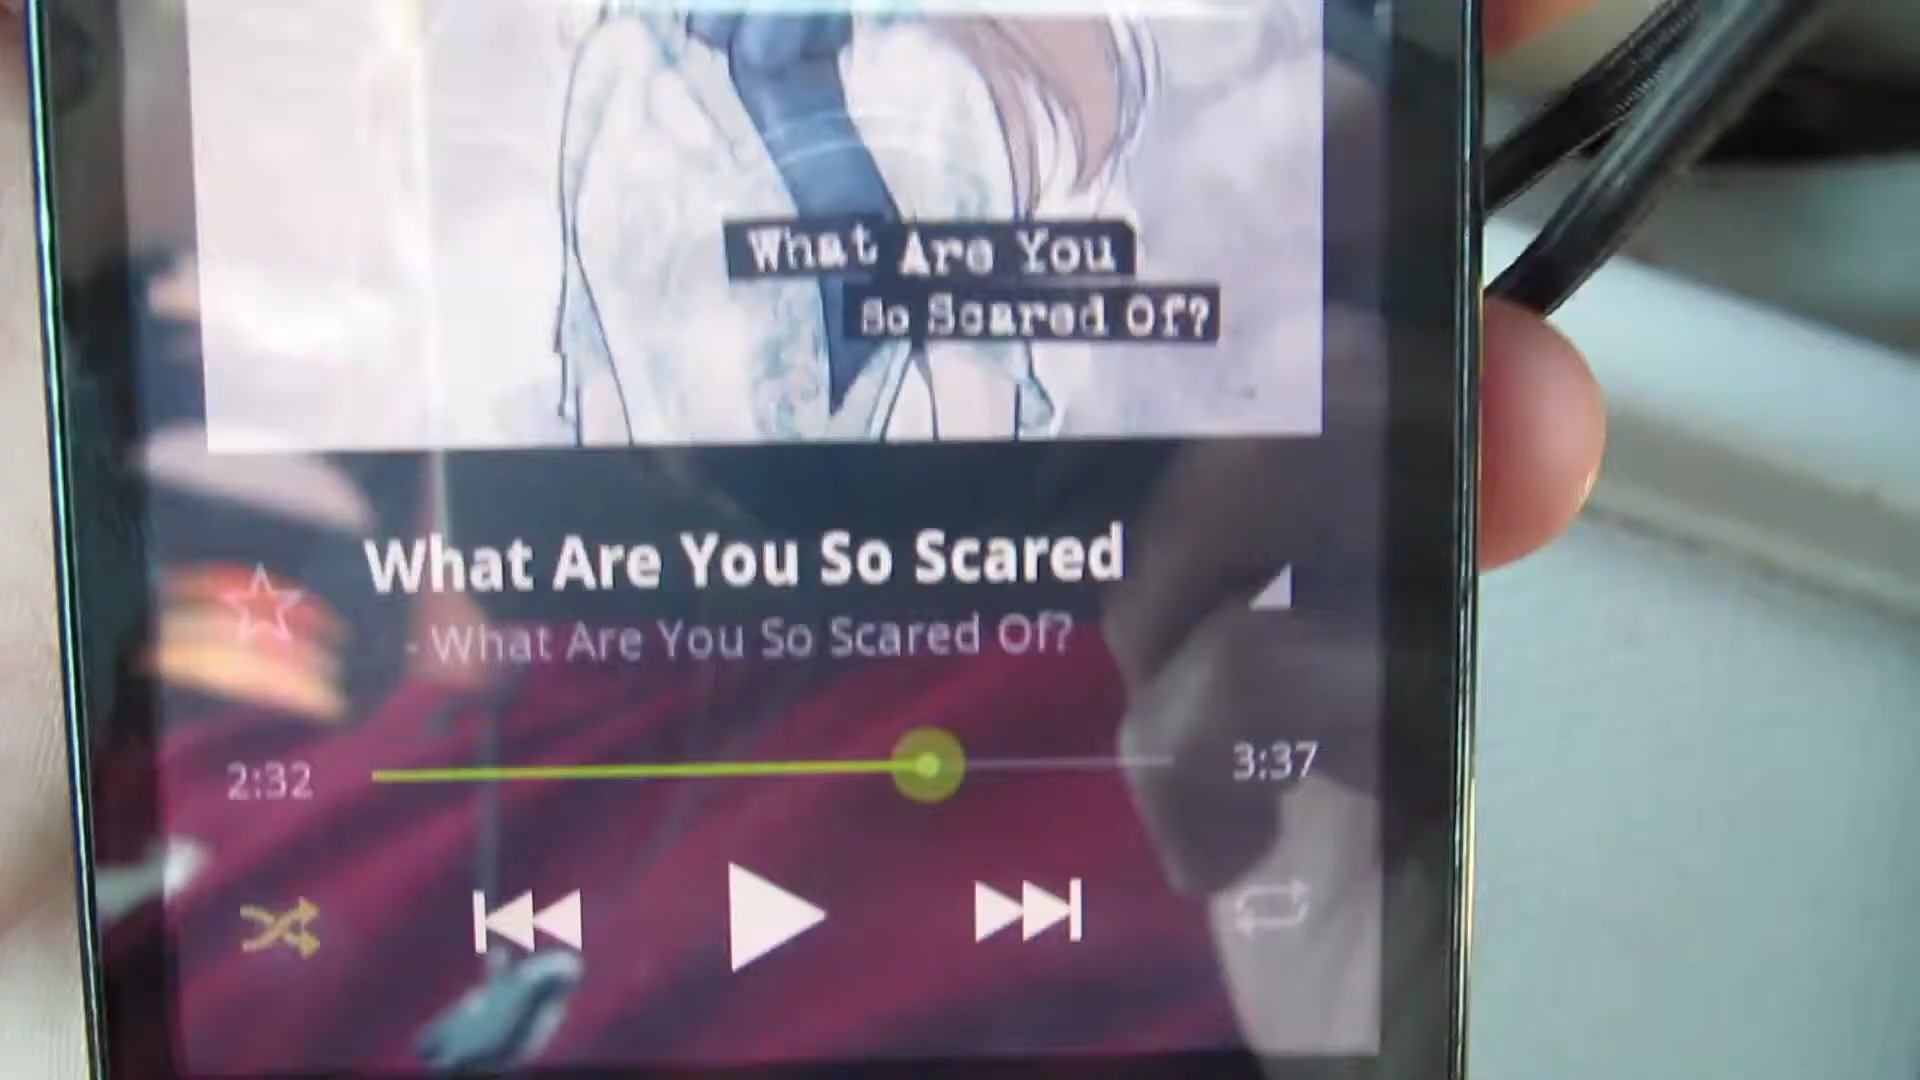 What Are You
So Scared Of?
What Are You So Scared
- What Are You So Scared Of?
2:32
3:37